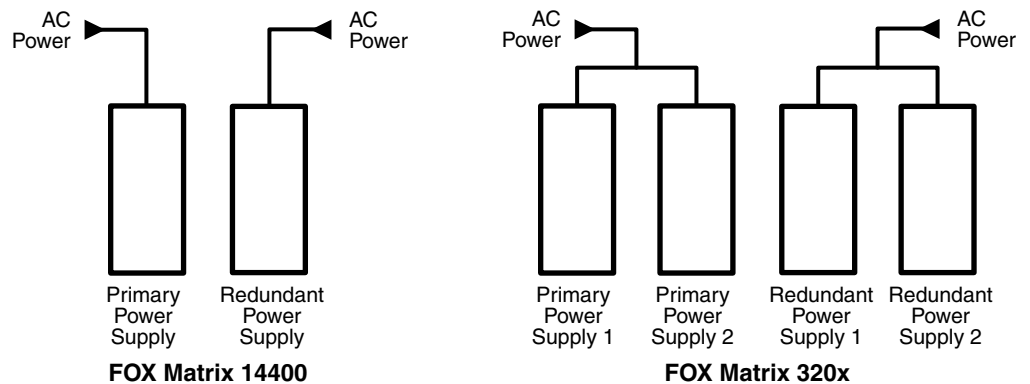 AC
Power
AC
Power
Primary
Power
Supply
Redundant
Power
Supply
FOX Matrix 14400
AC
Power
AC
Power
Primary
Power
Supply 1
Primary
Power
Supply 2
Redundant
Power
Supply 1
Redundant
Power
Supply 2
FOX Matrix 320x